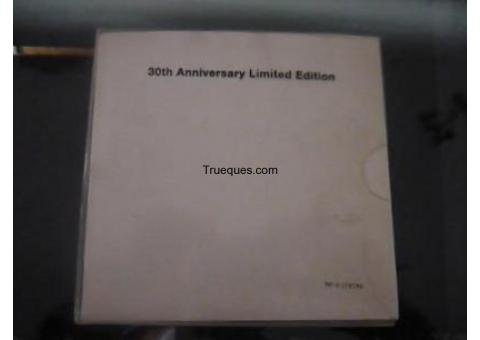 30th Anniversary Limited Edition
Trueques.com